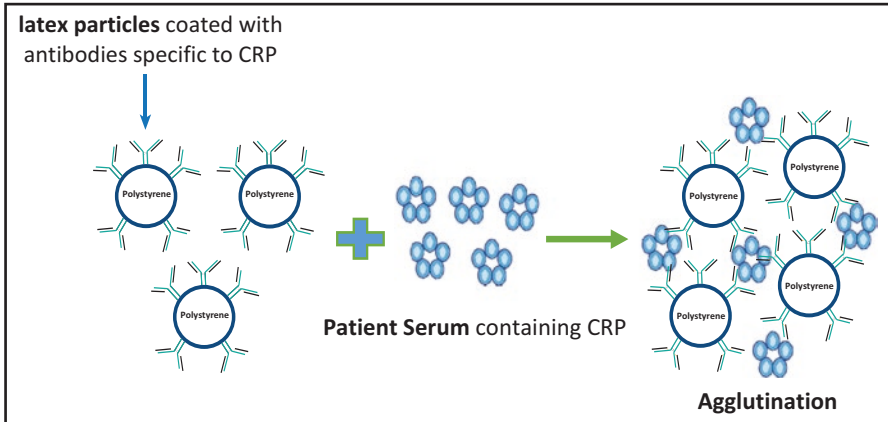 latex particles coated with
antibodies specific to CRP
Polystyrene
Polystyrene
Polystyrene
Patient Serum containing CRP
Polystyrene
Polystyrene
Polystyrene
Polystyrene
Agglutination